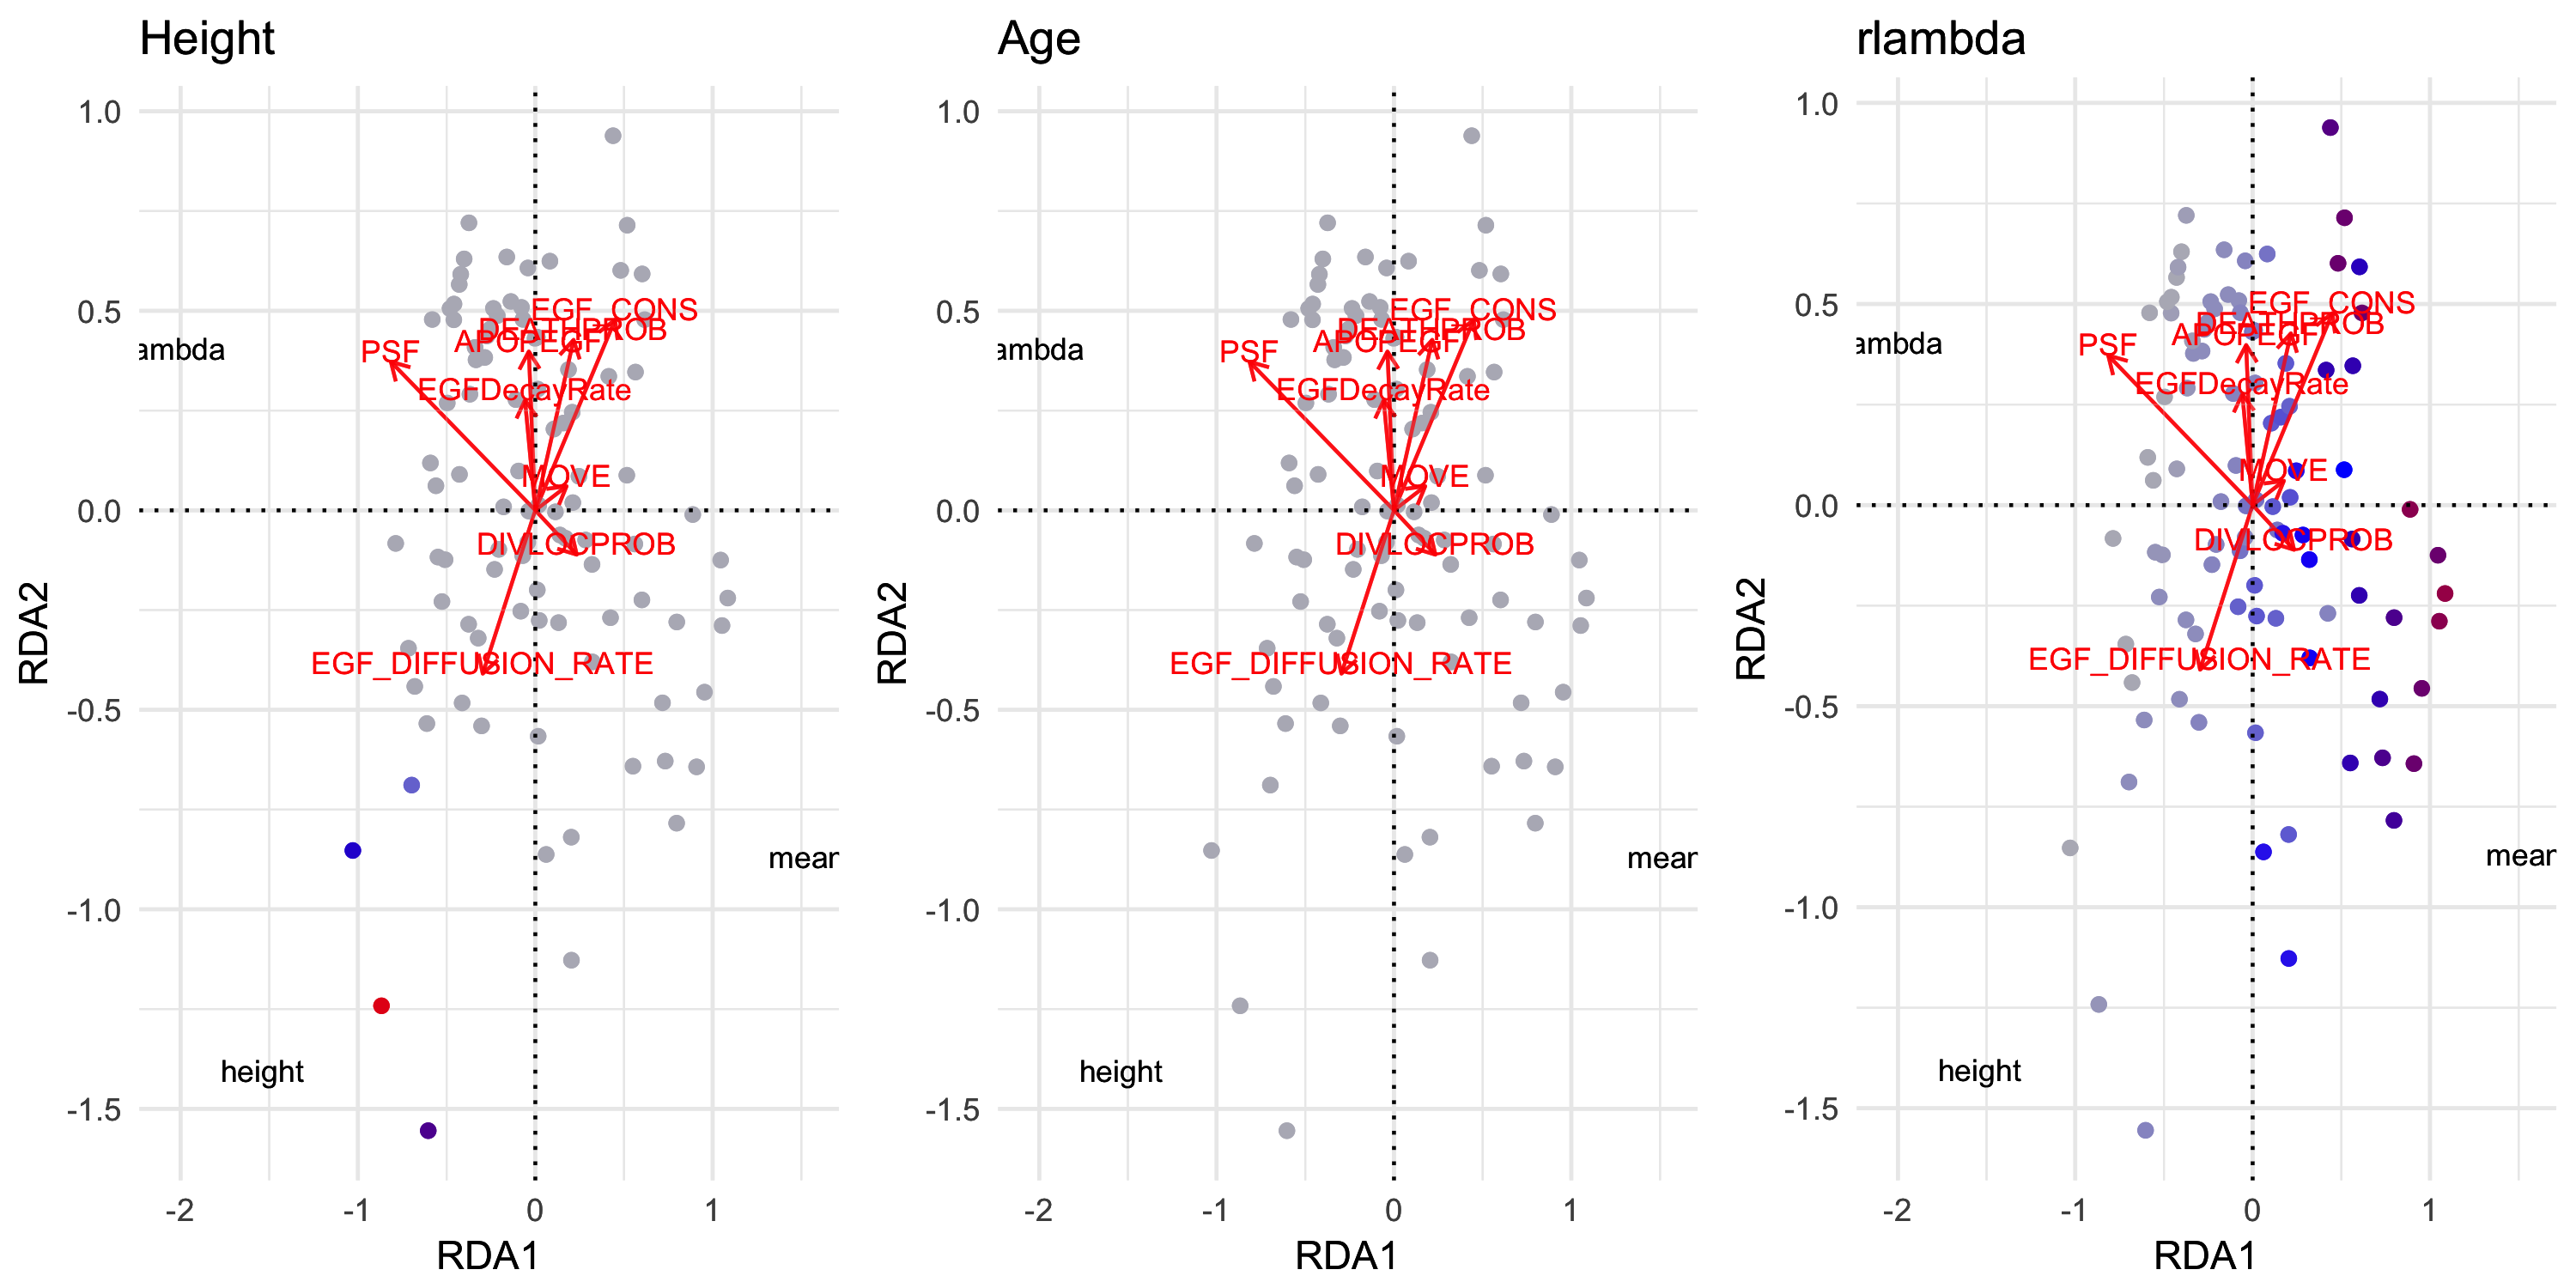 Height
1.0
0.5
0.0
-0.5
-1.0
-1.5
RDA2
-2
-1
0
1
RDA1
ambda
PSF
EGF_CONS
DEATHPROB
APOPEGF
EGFDecayRate
MOVE
DIVLOCPROB
EGF_DIFFUSION_RATE
mear
height
Age
1.0
0.5
0.0
-0.5
-1.0
-1.5
RDA2
-2
-1
0
1
RDA1
ambda
PSF
EGF_CONS
DEATHPROB
APOPEGF
EGFDecayRate
MOVE
DIVLOCPROB
EGF_DIFFUSION_RATE
mear
height
rlambda
1.0
0.5
0.0
-0.5
-1.0
-1.5
RDA2
-2
-1
0
1
RDA1
ambda
PSF
EGF_CONS
DEATHPROB
APOPEGF
EGFDecayRate
MOVE
DIVLOCPROB
EGF_DIFFUSION_RATE
mear
height